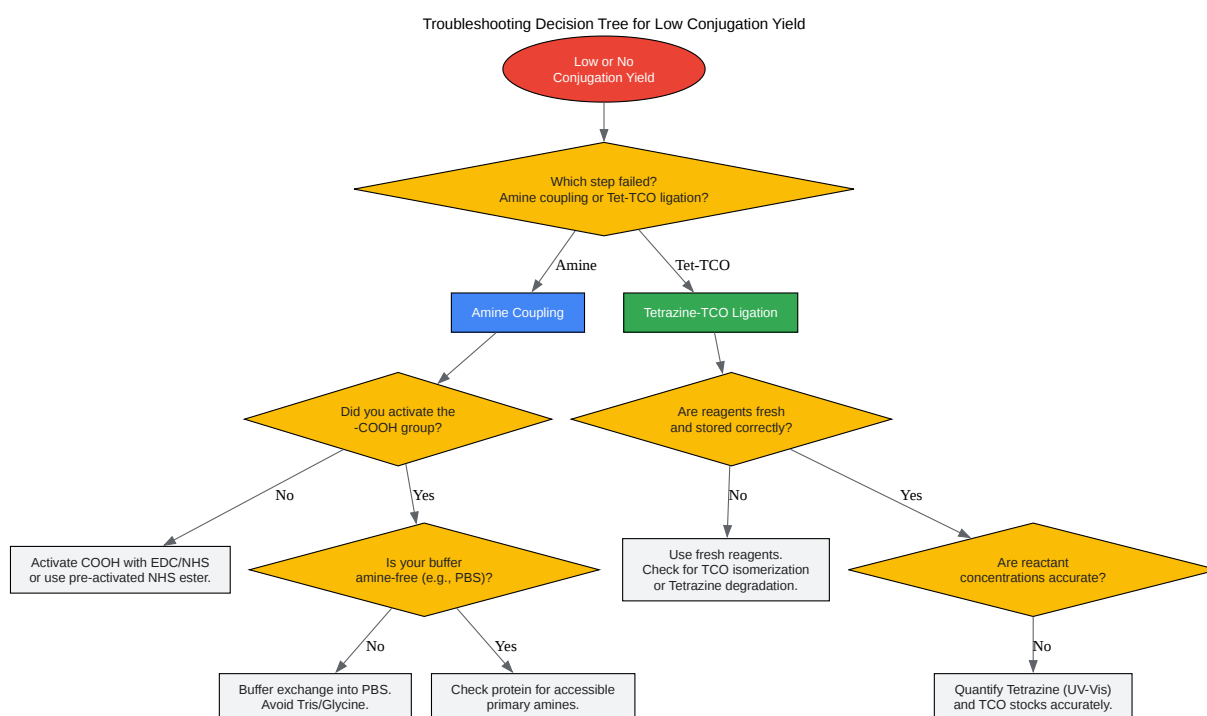 Troubleshooting Decision Tree for Low Conjugation Yield
Low or No
Conjugation Yield
Which step failed?
Amine coupling or Tet-TCO ligation?
Amine
Tet-TCO
Amine Coupling
Tetrazine-TCO Ligation
Did you activate the
-COOH group?
Are reagents fresh
and stored correctly?
No
Yes
No
Yes
Activate COOH with EDC/NHS
or use pre-activated NHS ester.
Is your buffer
amine-free (e.g., PBS)?
Use fresh reagents.
Check for TCO isomerization
or Tetrazine degradation.
Are reactant
concentrations accurate?
No
Yes
No
Buffer exchange into PBS.
Avoid Tris/Glycine.
Check protein for accessible
primary amines.
Quantify Tetrazine (UV-Vis)
and TCO stocks accurately.